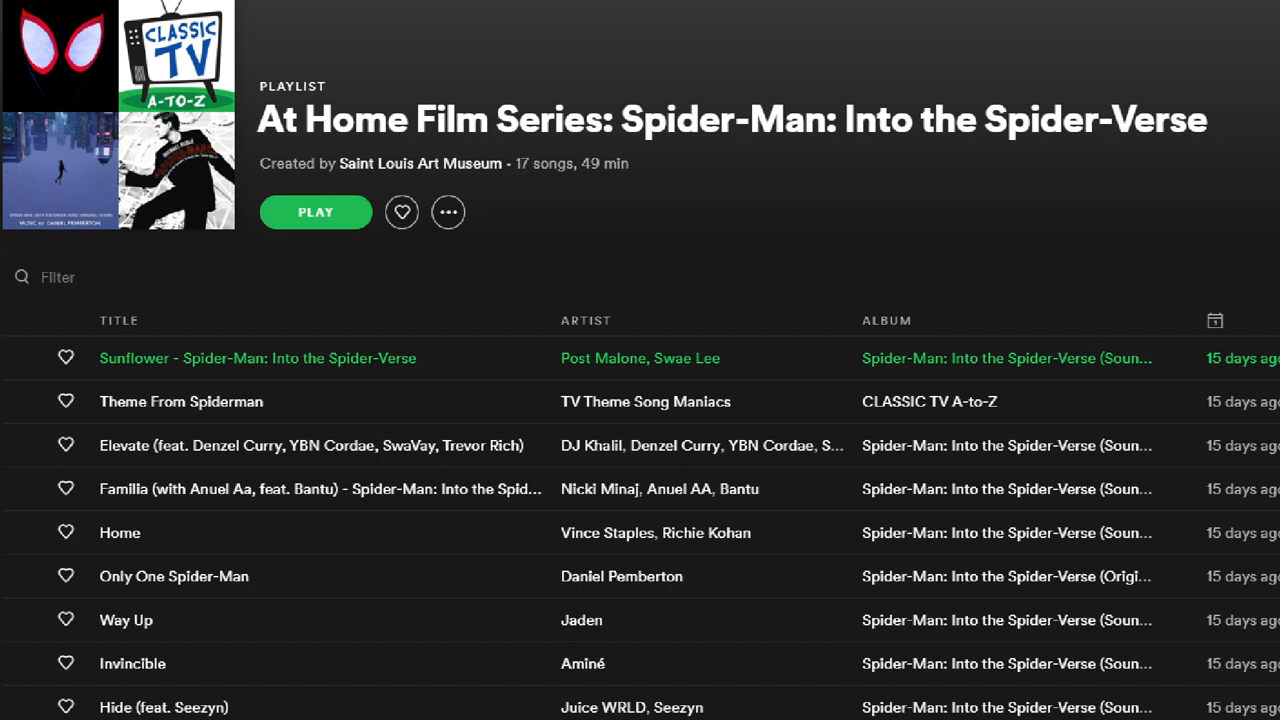 CLASSIC
TV
A-TO-Z
PLAYLIST
At Home Film Series: Spider-Man: Into the Spider-Verse
Created by Saint Louis Art Museum - 17 songs, 49 min
PLAY
MUSIC BY DANIEL PEMBERTON
Filter
TITLE ARTIST ALBUM
Sunflower - Spider-Man: Into the Spider-Verse Post Malone, Swae Lee Spider-Man: Into the Spider-Verse (Soun... 15 days ago
Theme From Spiderman TV Theme Song Maniacs CLASSIC TV A-to-Z 15 days ago
Elevate (feat. Denzel Curry, YBN Cordae, SwaVay, Trevor Rich) DJ Khalil, Denzel Curry, YBN Cordae, S... Spider-Man: Into the Spider-Verse (Soun... 15 days ago
Familia (with Anuel Aa, feat. Bantu) - Spider-Man: Into the Spid... Nicki Minaj, Anuel AA, Bantu Spider-Man: Into the Spider-Verse (Soun... 15 days ago
Home Vince Staples, Richie Kohan Spider-Man: Into the Spider-Verse (Soun... 15 days ago
Only One Spider-Man Daniel Pemberton Spider-Man: Into the Spider-Verse (Origi... 15 days ago
Way Up Jaden Spider-Man: Into the Spider-Verse (Soun... 15 days ago
Invincible Aminé Spider-Man: Into the Spider-Verse (Soun... 15 days ago
Hide (feat. Seezyn) Juice WRLD, Seezyn Spider-Man: Into the Spider-Verse (Soun... 15 days ago